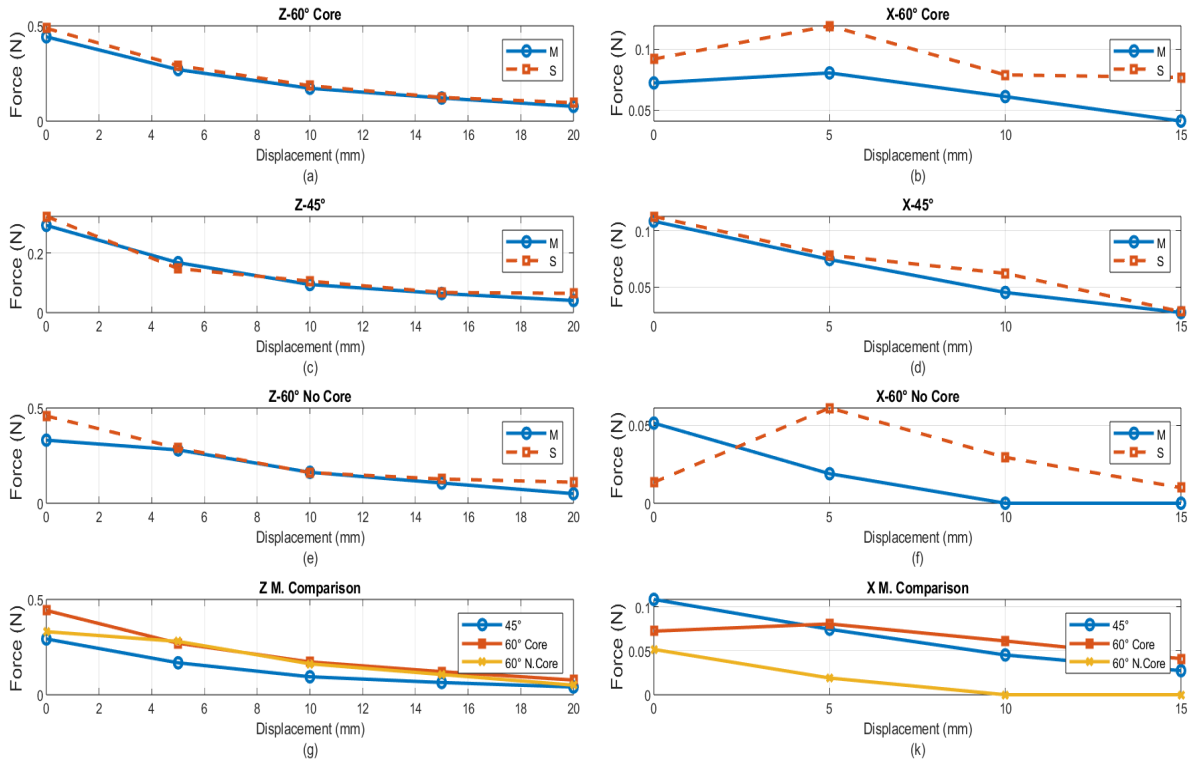 Z-60° Core
Force (N)
0.5
0
M
S
0 2 4 6 8 10 12 14 16 18 20
Displacement (mm)
(a)
X-60° Core
Force (N)
0.1
0.05
M
S
0 5 10 15
Displacement (mm)
(b)
Z-45°
Force (N)
0.2
0
M
S
0 2 4 6 8 10 12 14 16 18 20
Displacement (mm)
(c)
X-45°
Force (N)
0.1
0.05
M
S
0 5 10 15
Displacement (mm)
(d)
Z-60° No Core
Force (N)
0.5
0
M
S
0 2 4 6 8 10 12 14 16 18 20
Displacement (mm)
(e)
X-60° No Core
Force (N)
0.05
0
M
S
0 5 10 15
Displacement (mm)
(f)
Z M. Comparison
Force (N)
0.5
0
45°
60° Core
60° N.Core
0 2 4 6 8 10 12 14 16 18 20
Displacement (mm)
(g)
X M. Comparison
Force (N)
0.1
0.05
0
45°
60° Core
60° N.Core
0 5 10 15
Displacement (mm)
(k)